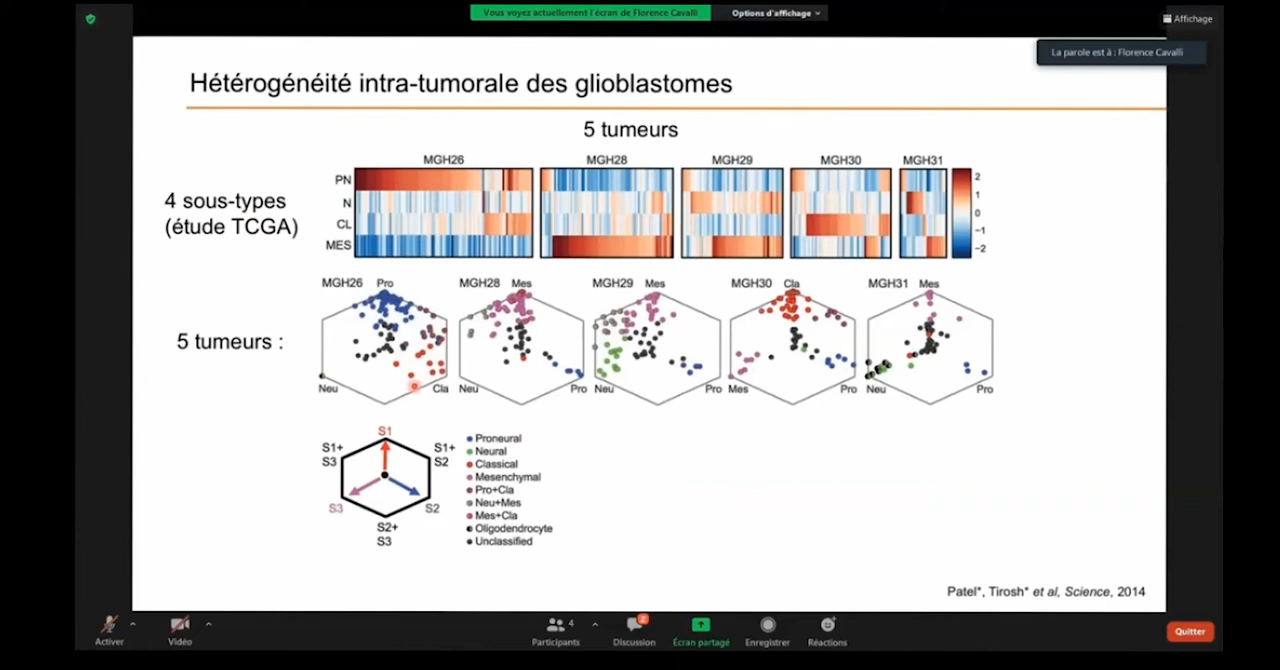 Vous voyez actuellement l'écran de Florence Cavalli
Options d'affichage
Affichage
La parole est à : Florence Cavalli
Hétérogénéité intra-tumorale des glioblastomes
5 tumeurs
MGH26 MGH28 MGH29 MGH30 MGH31
4 sous-types
(étude TCGA)
PN
N
CL
MES
2
1
0
−1
−2
5 tumeurs :
MGH26 Pro MGH28 Mes MGH29 Mes MGH30 Cla MGH31 Mes
Neu Cla Neu Pro Neu Pro Mes Pro Neu Pro
S1
S1+
S3
S1+
S2
S3
S2
S2+
S3
Proneural
Neural
Classical
Mesenchymal
Pro+Cla
Neu+Mes
Mes+Cla
Oligodendrocyte
Unclassified
Patel*, Tirosh* et al, Science, 2014
Activer
Vidéo
4
Participants
2
Discussion
Écran partagé
Enregistrer
Réactions
Quitter